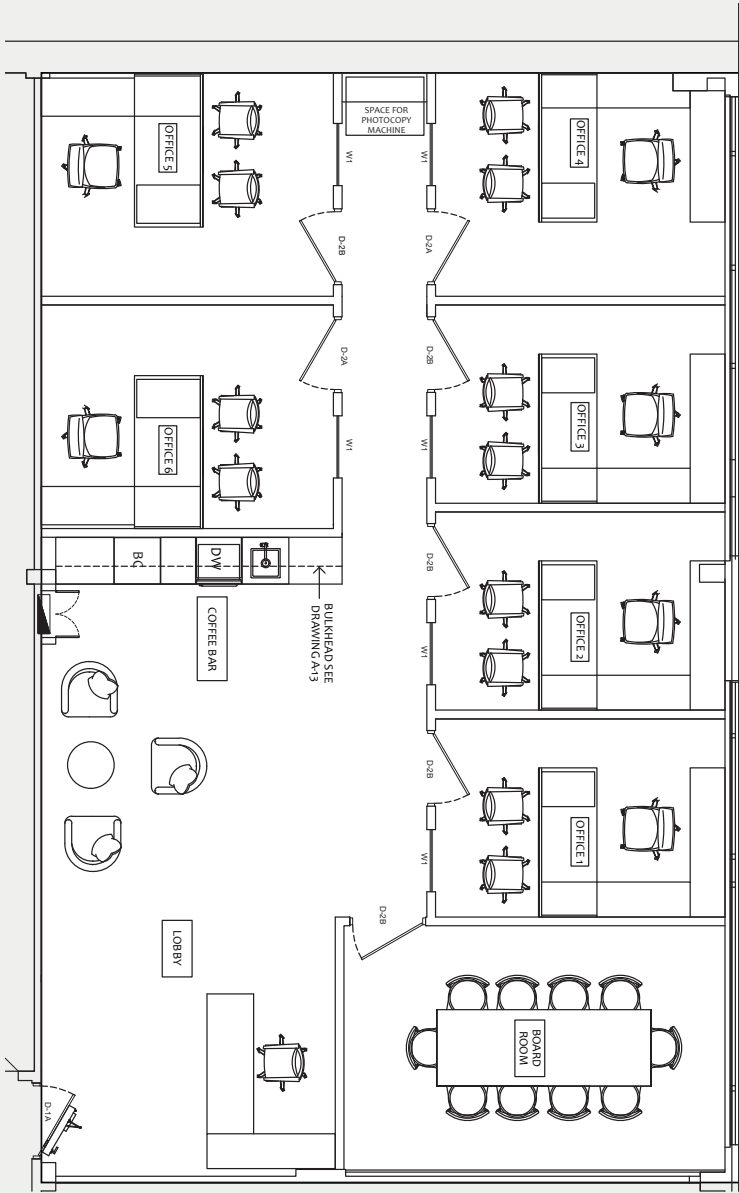 SPACE FOR
PHOTOCOPY
MACHINE
OFFICE 5
OFFICE 4
W1
W1
D-2B
D-2A
D-2A
D-2B
OFFICE 6
OFFICE 3
W1
W1
BC
DW
BULKHEAD SEE
DRAWING A-13
COFFEE BAR
D-2B
OFFICE 2
W1
D-2B
OFFICE 1
W1
D-2B
LOBBY
BOARD
ROOM
D-1A